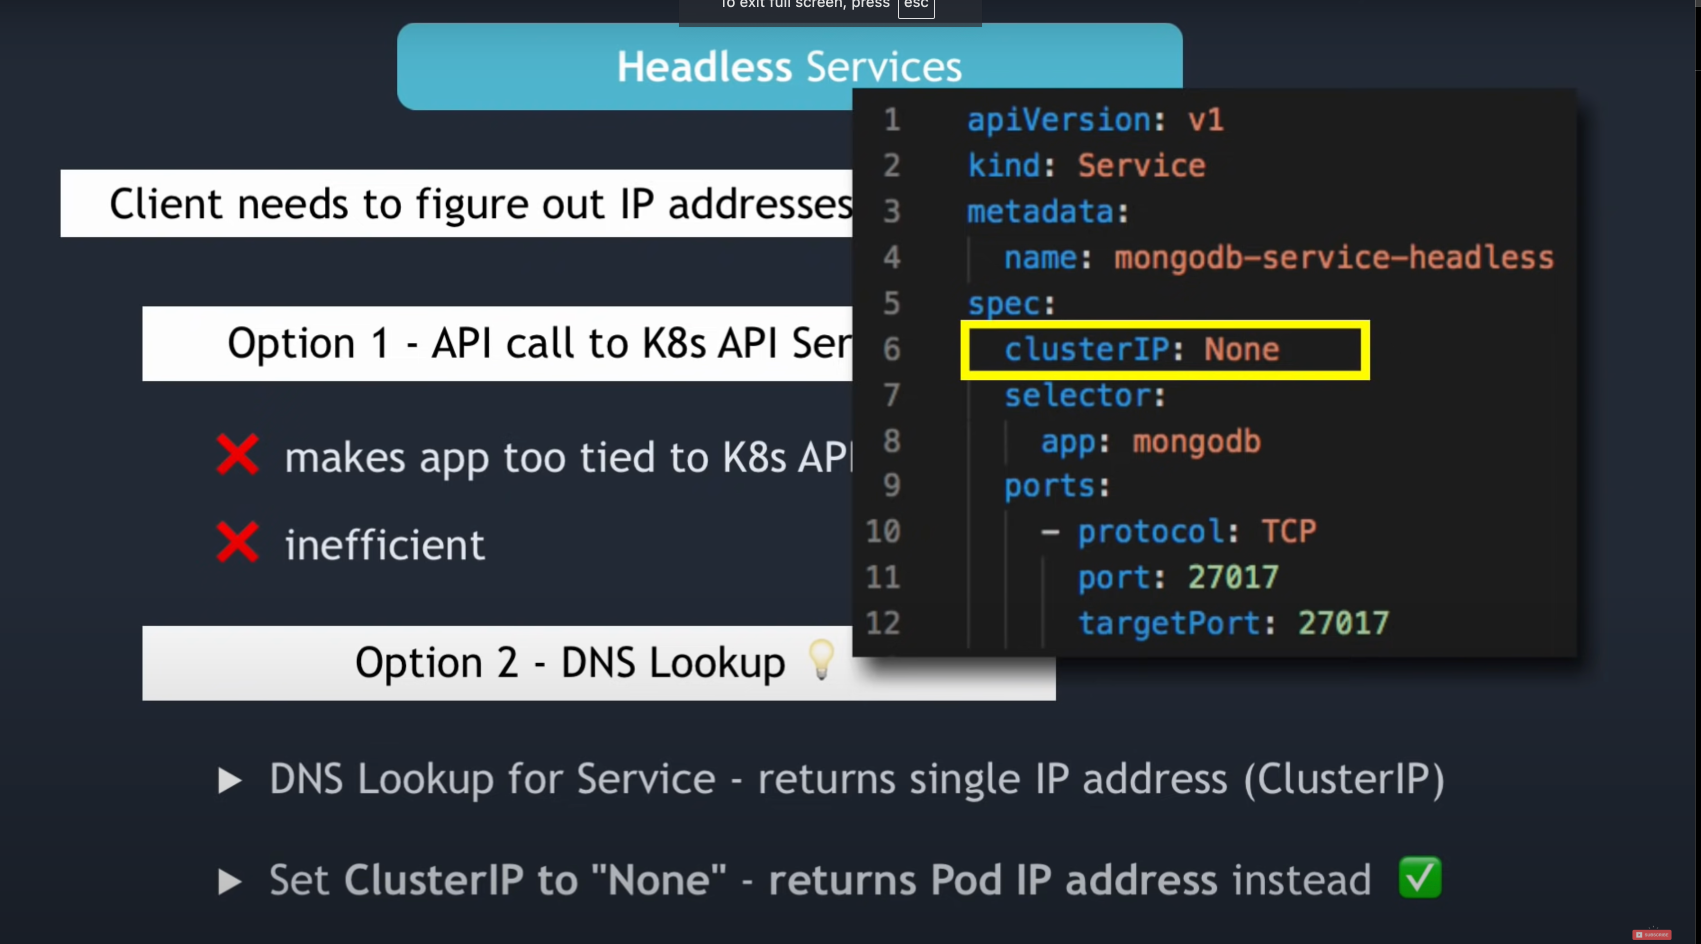 To exit full screen, press esc
Headless Services
Client needs to figure out IP addresses
Option 1 - API call to K8s API Ser
makes app too tied to K8s API
inefficient
Option 2 - DNS Lookup
DNS Lookup for Service - returns single IP address (ClusterIP)
Set ClusterIP to "None" - returns Pod IP address instead
1 apiVersion: v1
2 kind: Service
3 metadata:
4 name: mongodb-service-headless
5 spec:
6 clusterIP: None
7 selector:
8 app: mongodb
9 ports:
10 - protocol: TCP
11 port: 27017
12 targetPort: 27017
SUBSCRIBE